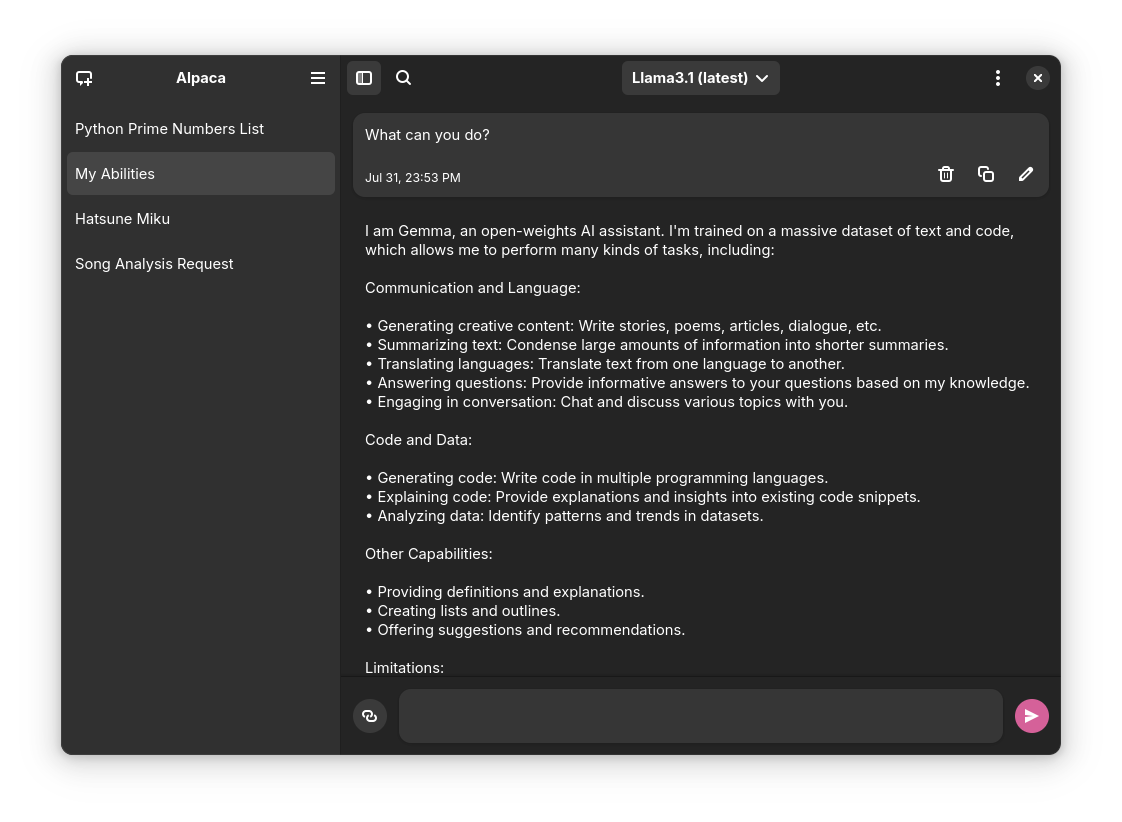 Alpaca
Python Prime Numbers List
My Abilities
Hatsune Miku
Song Analysis Request
Llama3.1 (latest)
What can you do?
Jul 31, 23:53 PM
I am Gemma, an open-weights AI assistant. I'm trained on a massive dataset of text and code,
which allows me to perform many kinds of tasks, including:
Communication and Language:
• Generating creative content: Write stories, poems, articles, dialogue, etc.
• Summarizing text: Condense large amounts of information into shorter summaries.
• Translating languages: Translate text from one language to another.
• Answering questions: Provide informative answers to your questions based on my knowledge.
• Engaging in conversation: Chat and discuss various topics with you.
Code and Data:
• Generating code: Write code in multiple programming languages.
• Explaining code: Provide explanations and insights into existing code snippets.
• Analyzing data: Identify patterns and trends in datasets.
Other Capabilities:
• Providing definitions and explanations.
• Creating lists and outlines.
• Offering suggestions and recommendations.
Limitations: